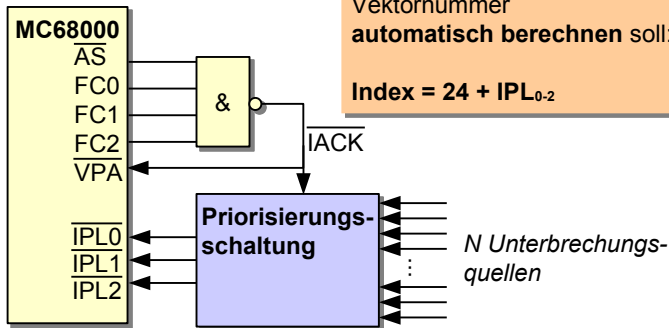 Vektornummer
automatisch berechnen soll:
Index = 24 + IPL0-2
MC68000
AS
FC0
FC1
FC2
VPA
&
IACK
IPL0
IPL1
IPL2
Priorisierungs-
schaltung
N Unterbrechungs-
quellen